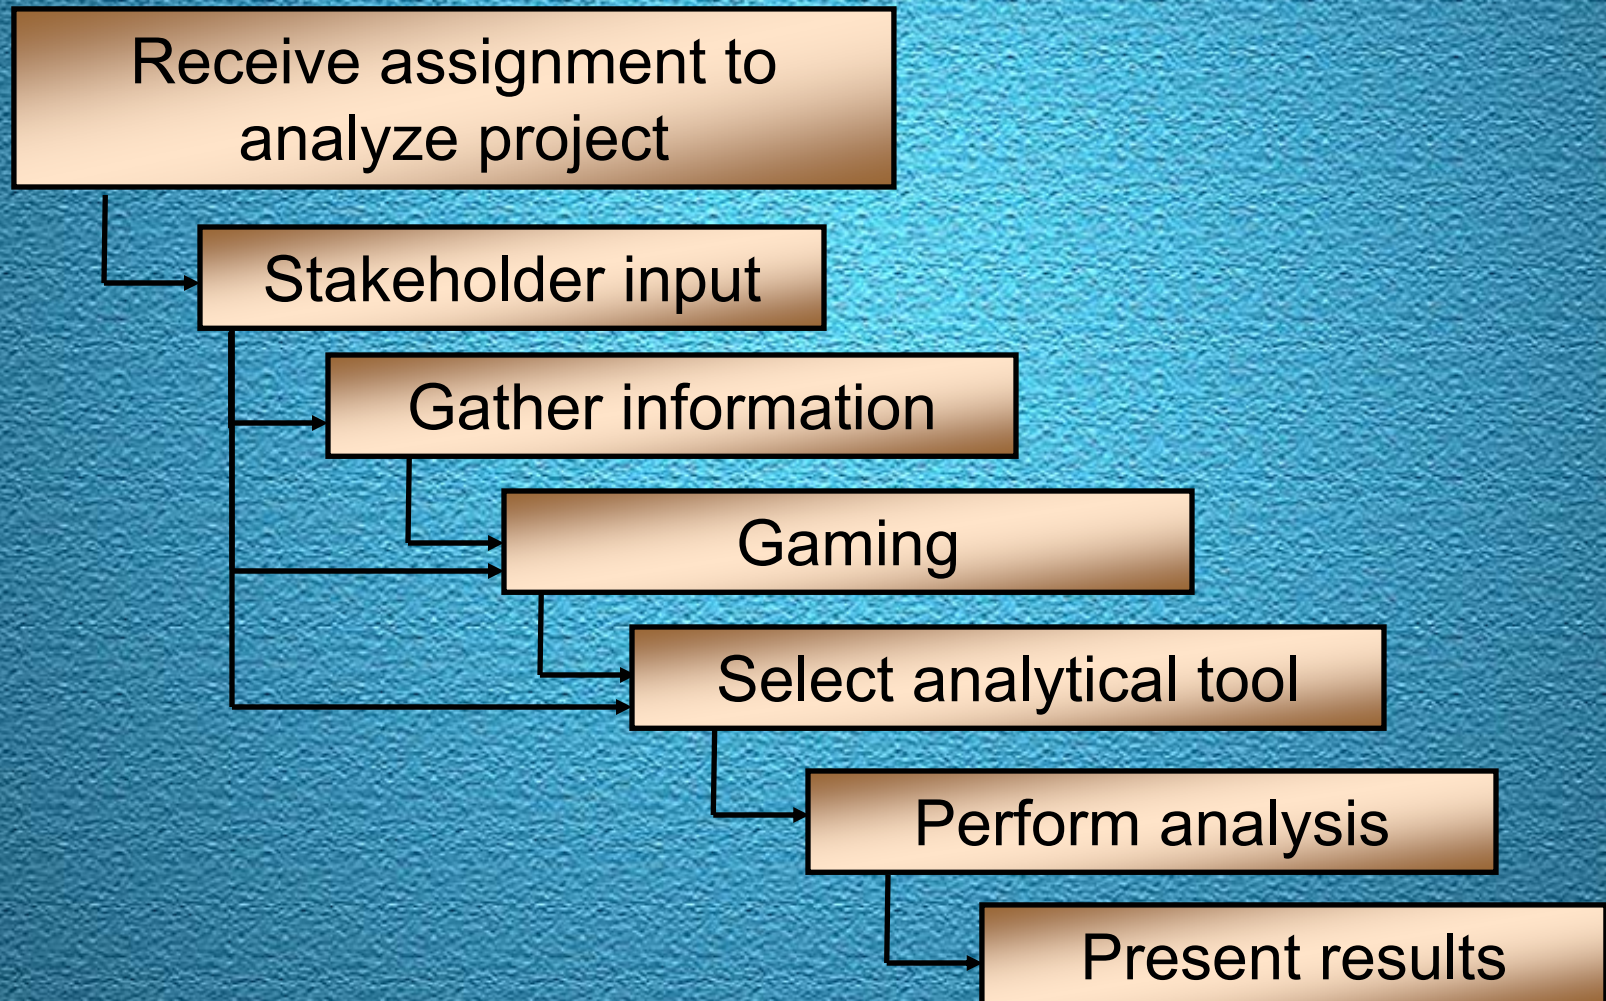 Receive assignment to
analyze project
Stakeholder input
Gather information
Gaming
Select analytical tool
Perform analysis
Present results